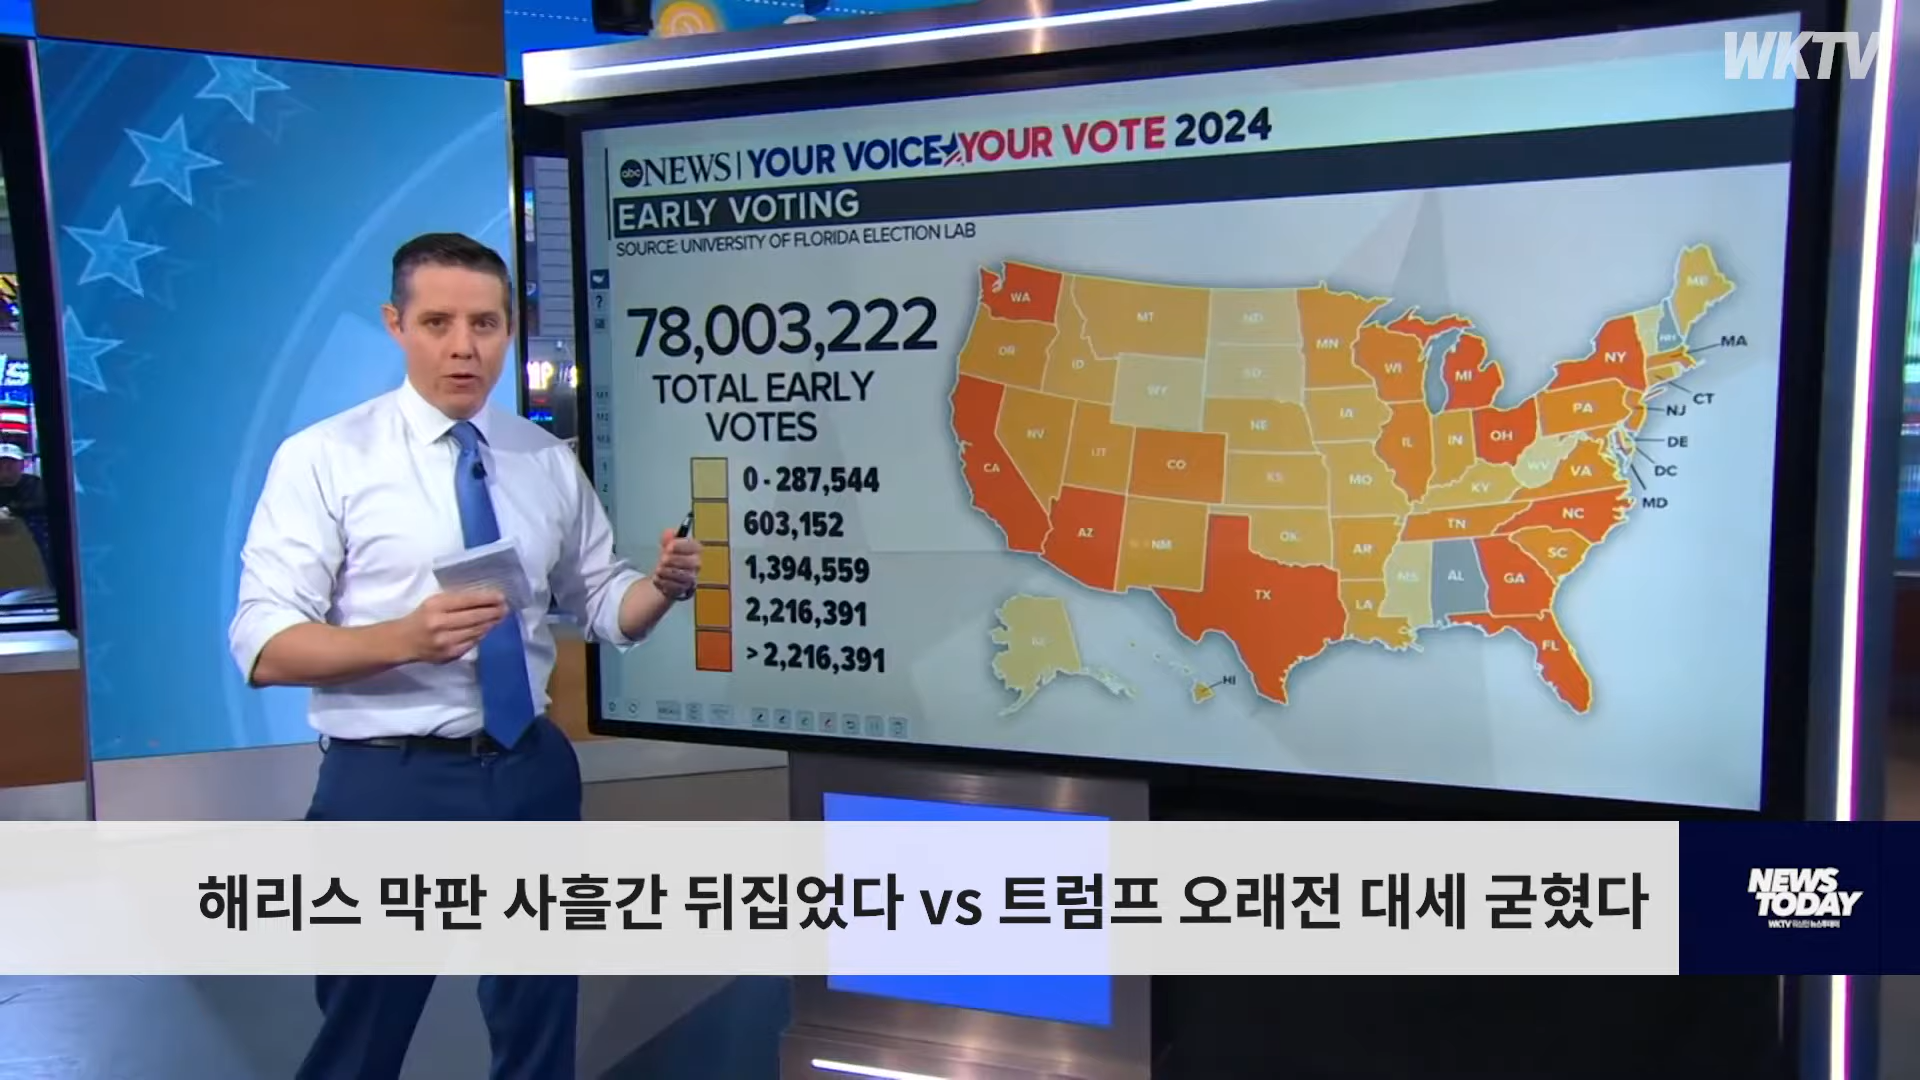 WKTV
abc NEWS | YOUR VOICE YOUR VOTE 2024
EARLY VOTING
SOURCE: UNIVERSITY OF FLORIDA ELECTION LAB
78,003,222
TOTAL EARLY
VOTES
0 - 287,544
603,152
1,394,559
2,216,391
> 2,216,391
WA
MT
ND
MN
ME
OR
ID
SD
WI
MI
NY
NH
MA
WY
CT
NV
UT
NE
IA
IL
IN
OH
PA
NJ
DE
CA
CO
KS
MO
KY
WV
VA
DC
MD
AZ
NM
OK
AR
TN
NC
SC
TX
LA
MS
AL
GA
FL
AK
HI
해리스 막판 사흘간 뒤집었다 vs 트럼프 오래전 대세 굳혔다
NEWS
TODAY